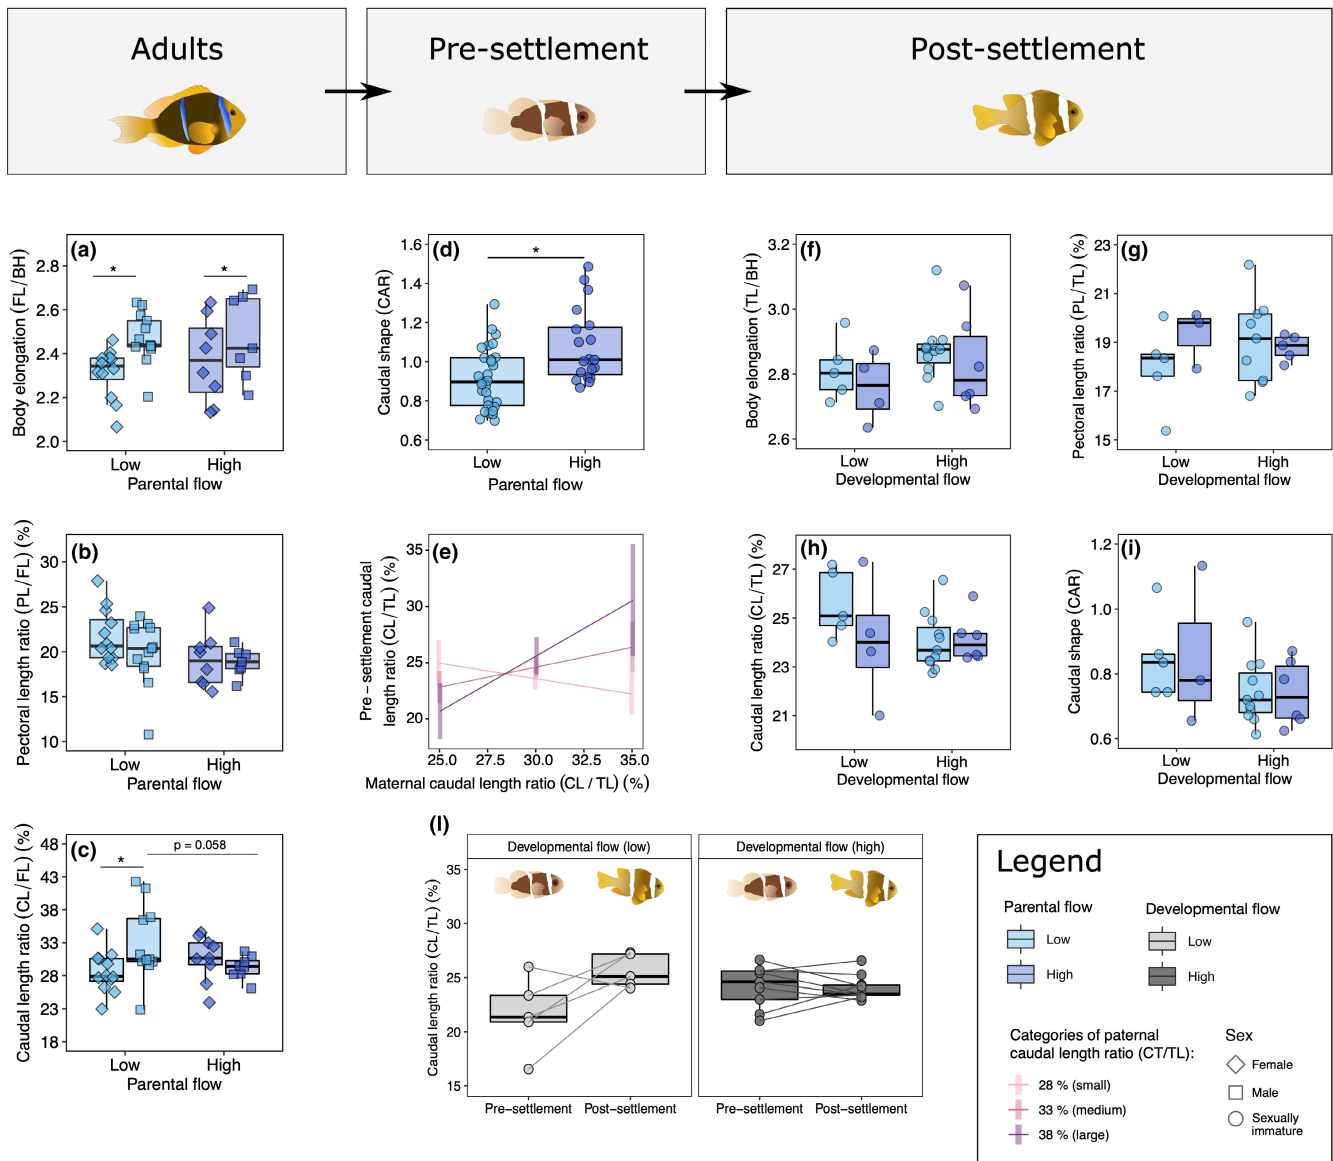 Adults
Pre-settlement
Post-settlement
(a)
Body elongation (FL/BH)
2.8
2.6
2.4
2.2
2.0
*
*
Low
High
Parental flow
(d)
Caudal shape (CAR)
1.6
1.4
1.2
1.0
0.8
0.6
*
Low
High
Parental flow
(f)
Body elongation (TL/BH)
3.2
3.0
2.8
2.6
Low
High
Developmental flow
(g)
Pectoral length ratio (PL/TL) (%)
23
21
19
17
15
Low
High
Developmental flow
(b)
Pectoral length ratio (PL/FL) (%)
30
25
20
15
10
Low
High
Parental flow
(e)
Pre–settlement caudal
length ratio (CL/TL) (%)
35
30
25
20
25.0
27.5
30.0
32.5
35.0
Maternal caudal length ratio (CL / TL) (%)
(h)
Caudal length ratio (CL/TL) (%)
27
25
23
21
Low
High
Developmental flow
(i)
Caudal shape (CAR)
1.2
1.0
0.8
0.6
Low
High
Developmental flow
(c)
Caudal length ratio (CL/FL) (%)
48
43
38
33
28
23
18
*
p = 0.058
Low
High
Parental flow
(l)
Developmental flow (low)
Developmental flow (high)
Caudal length ratio (CL/TL) (%)
35
30
25
20
15
Pre−settlement
Post−settlement
Pre−settlement
Post−settlement
Legend
Parental flow
Low
High
Developmental flow
Low
High
Categories of paternal
caudal length ratio (CT/TL):
28 % (small)
33 % (medium)
38 % (large)
Sex
Female
Male
Sexually
immature